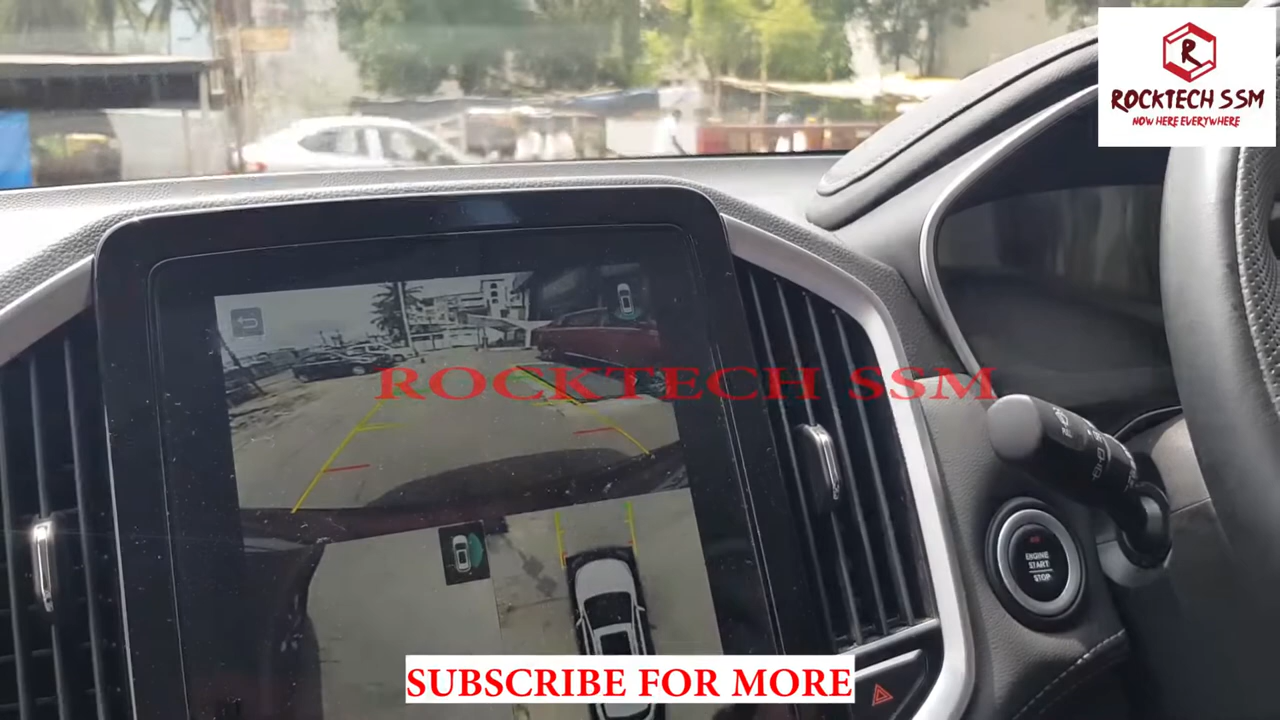 ROCKTECH SSM
NOW HERE EVERYWHERE
ROCKTECH SSM
ENGINE
START
STOP
SUBSCRIBE FOR MORE